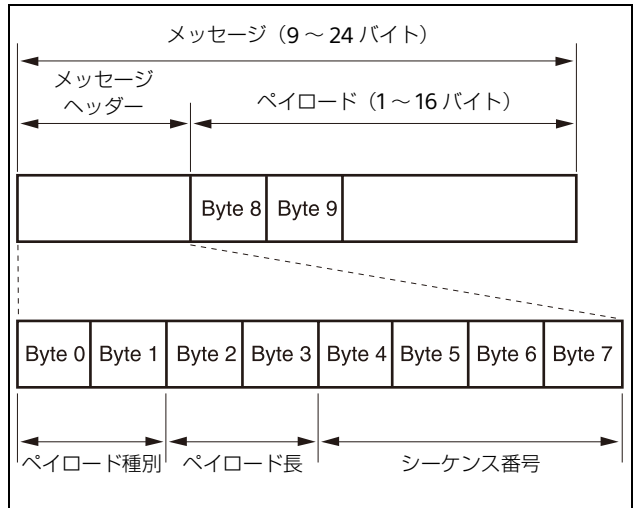 メッセージ（9 ～ 24 バイト）
メッセージ
ヘッダー
ペイロード（1 ～ 16 バイト）
Byte 8 Byte 9
Byte 0 Byte 1 Byte 2 Byte 3 Byte 4 Byte 5 Byte 6 Byte 7
ペイロード種別 ペイロード長 シーケンス番号